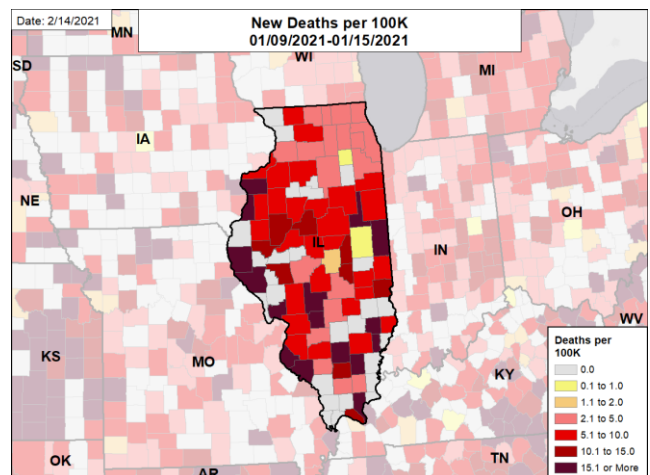 Date: 2/14/2021
New Deaths per 100K
01/09/2021-01/15/2021
MN
SD
WI
MI
IA
NE
OH
IL
IN
WV
KS
MO
KY
OK
AR
TN
Deaths per
100K
0.0
0.1 to 1.0
1.1 to 2.0
2.1 to 5.0
5.1 to 10.0
10.1 to 15.0
15.1 or More